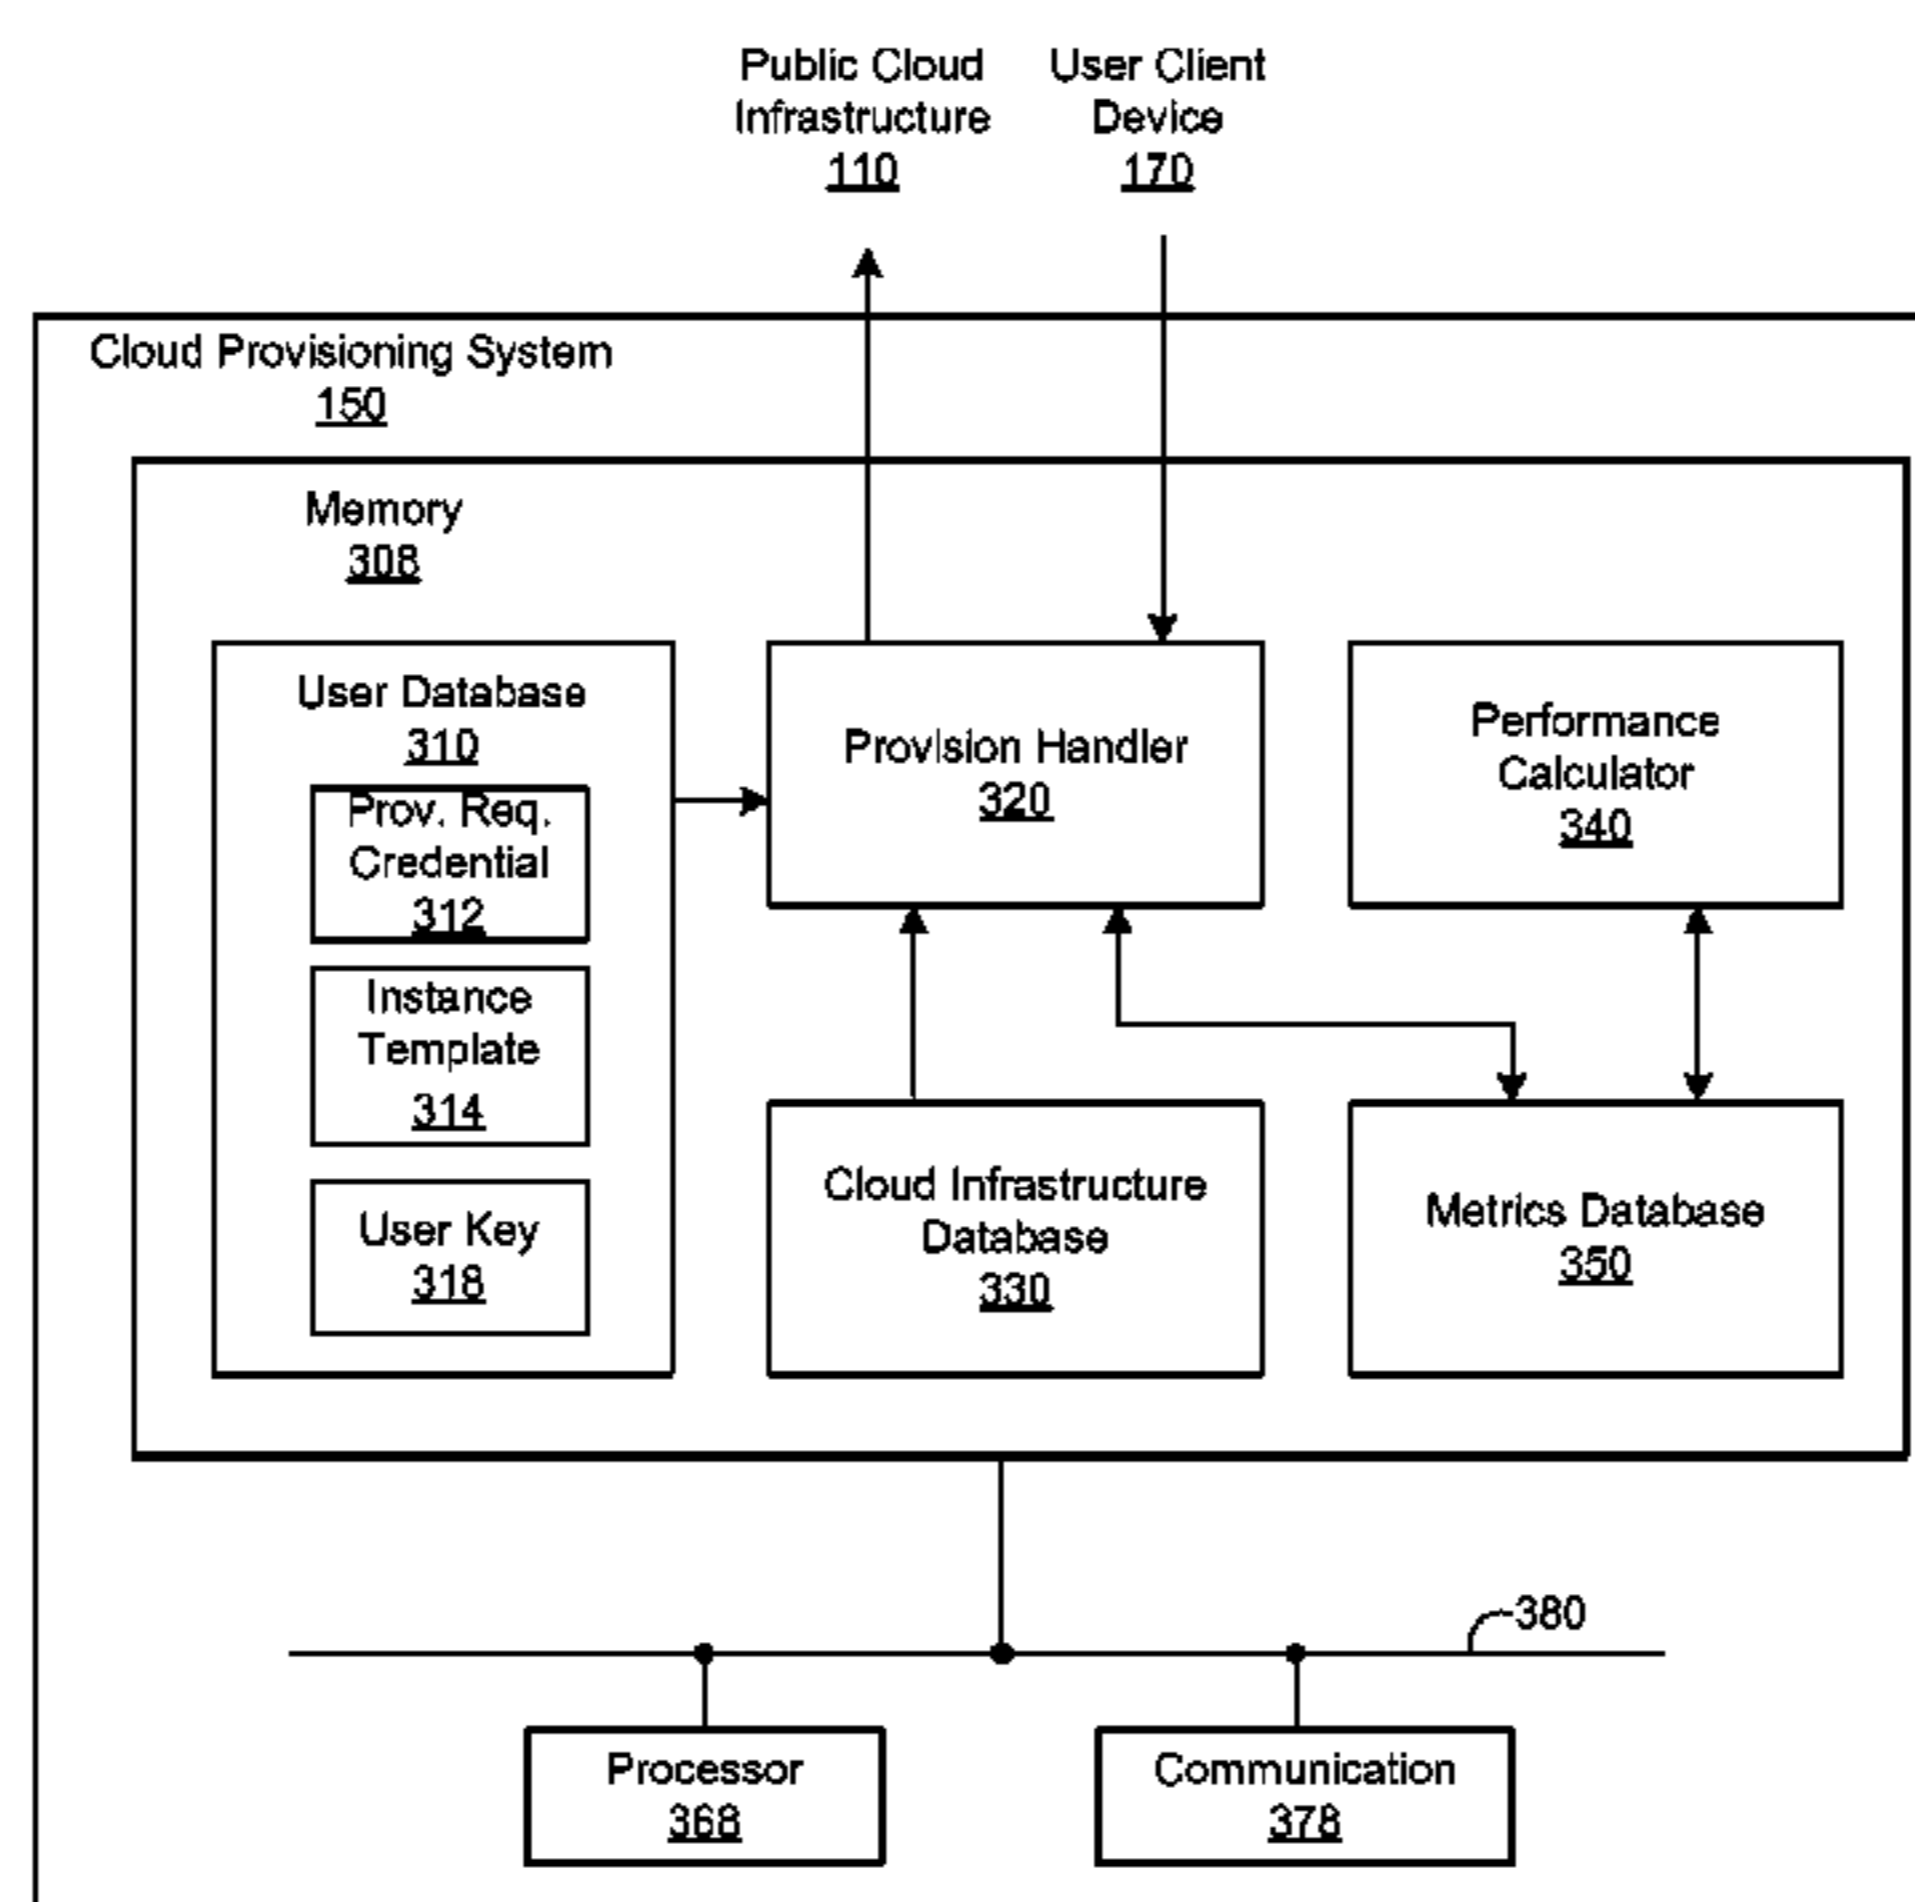 Public Cloud
Infrastructure
110
User Client
Device
170
Cloud Provisioning System
150
Memory
308
User Database
310
Prov. Req.
Credential
312
Instance
Template
314
User Key
318
Provision Handler
320
Performance
Calculator
340
Cloud Infrastructure
Database
330
Metrics Database
350
380
Processor
368
Communication
378